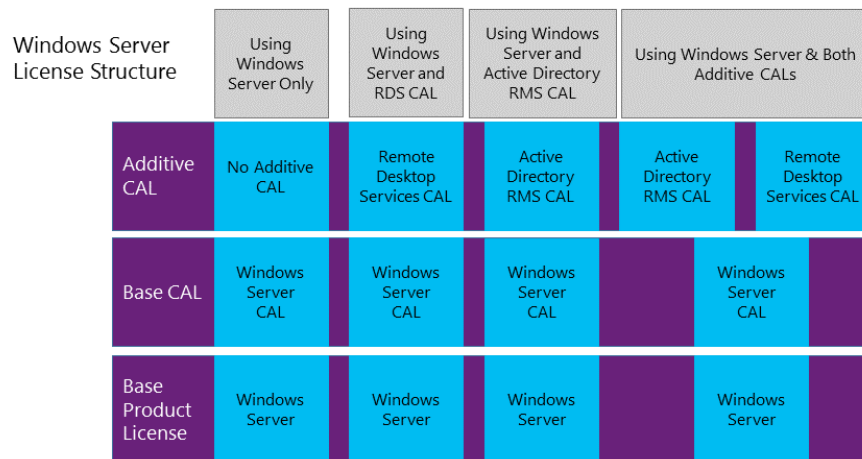 Windows Server
License Structure
Using
Windows
Server Only
Using
Windows
Server and
RDS CAL
Using Windows
Server and
Active Directory
RMS CAL
Using Windows Server & Both
Additive CALs
Additive
CAL
No Additive
CAL
Remote
Desktop
Services CAL
Active
Directory
RMS CAL
Active
Directory
RMS CAL
Remote
Desktop
Services CAL
Base CAL
Windows
Server
CAL
Windows
Server
CAL
Windows
Server
CAL
Windows
Server
CAL
Base
Product
License
Windows
Server
Windows
Server
Windows
Server
Windows
Server